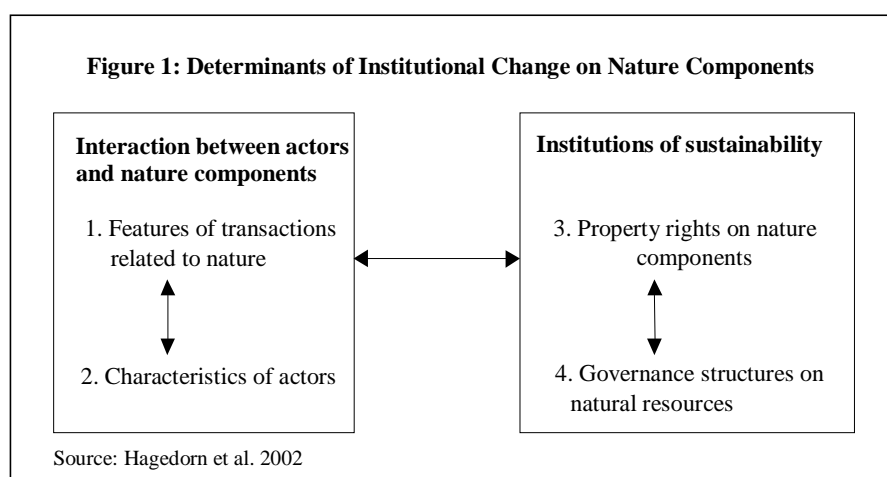 Figure 1: Determinants of Institutional Change on Nature Components
Interaction between actors
and nature components
1. Features of transactions
related to nature
2. Characteristics of actors
Institutions of sustainability
3. Property rights on nature
components
4. Governance structures on
natural resources
Source: Hagedorn et al. 2002